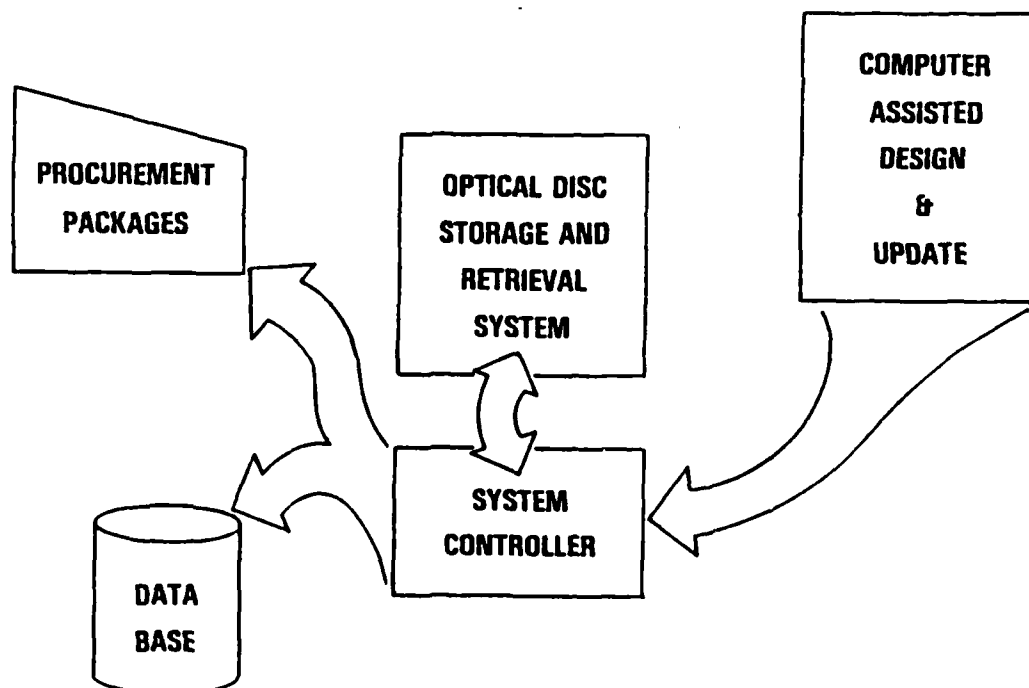 PROCUREMENT
PACKAGES
OPTICAL DISC
STORAGE AND
RETRIEVAL
SYSTEM
COMPUTER
ASSISTED
DESIGN
&
UPDATE
SYSTEM
CONTROLLER
DATA
BASE